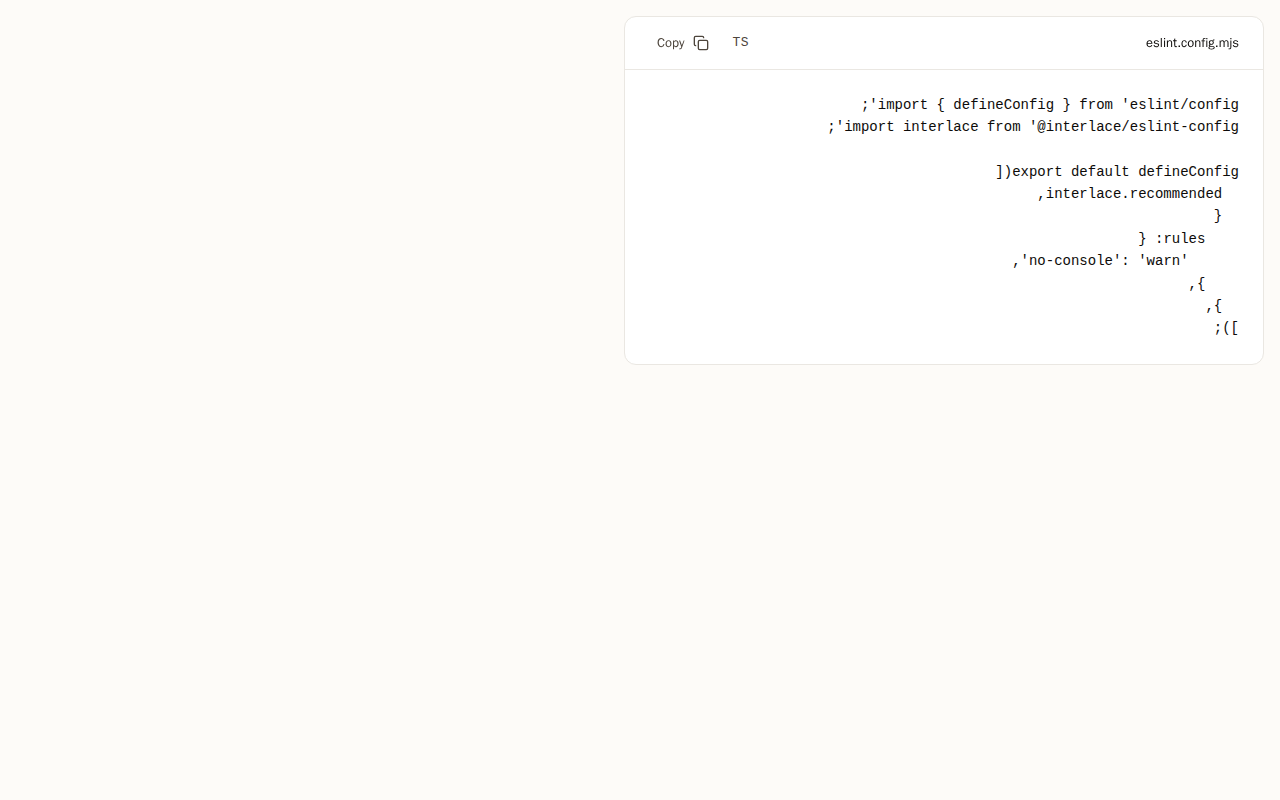 eslint.config.mjs
TS
Copy
;'import { defineConfig } from 'eslint/config
;'import interlace from '@interlace/eslint-config
])export default defineConfig
,interlace.recommended
}
} :rules
,'no-console': 'warn'
,{
,{
;([